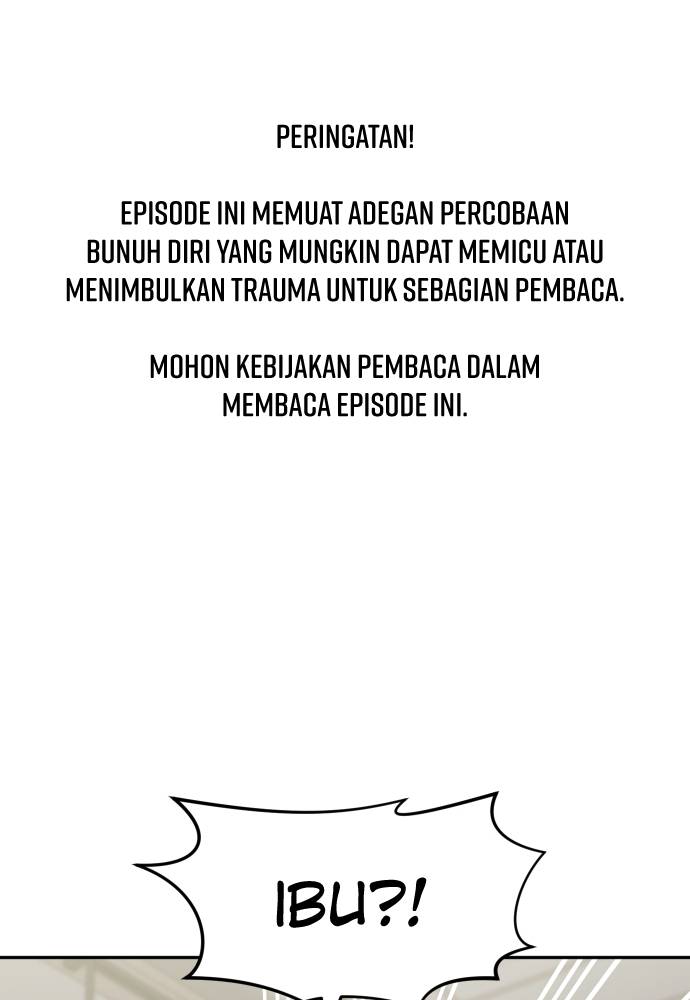 PERINGATAN!
EPISODE INI MEMUAT ADEGAN PERCOBAAN
BUNUH DIRI YANG MUNGKIN DAPAT MEMICU ATAU
MENIMBULKAN TRAUMA UNTUK SEBAGIAN PEMBACA.
MOHON KEBIJAKAN PEMBACA DALAM
MEMBACA EPISODE INI.
IBU?!